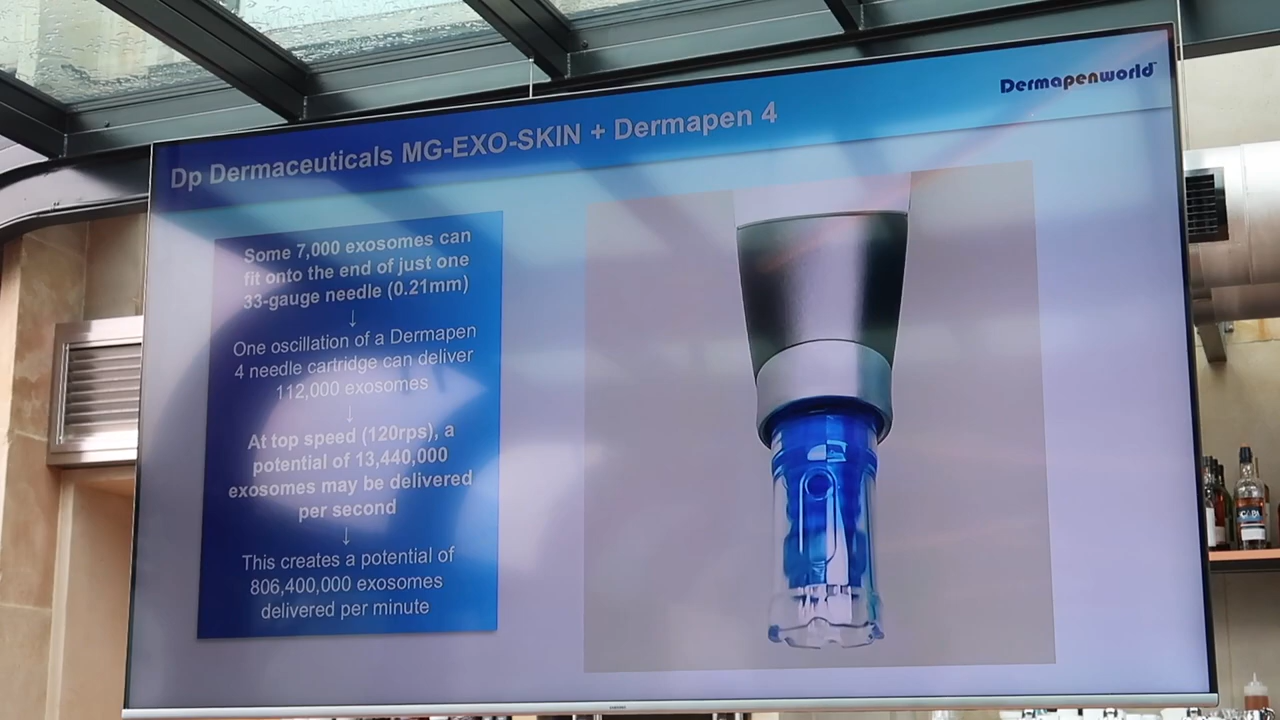 Dermapenworld
Dp Dermaceuticals MG-EXO-SKIN + Dermapen 4
Some 7,000 exosomes can
fit onto the end of just one
33-gauge needle (0.21mm)
↓
One oscillation of a Dermapen
4 needle cartridge can deliver
112,000 exosomes
↓
At top speed (120rps), a
potential of 13,440,000
exosomes may be delivered
per second
↓
This creates a potential of
806,400,000 exosomes
delivered per minute
SAMSUNG